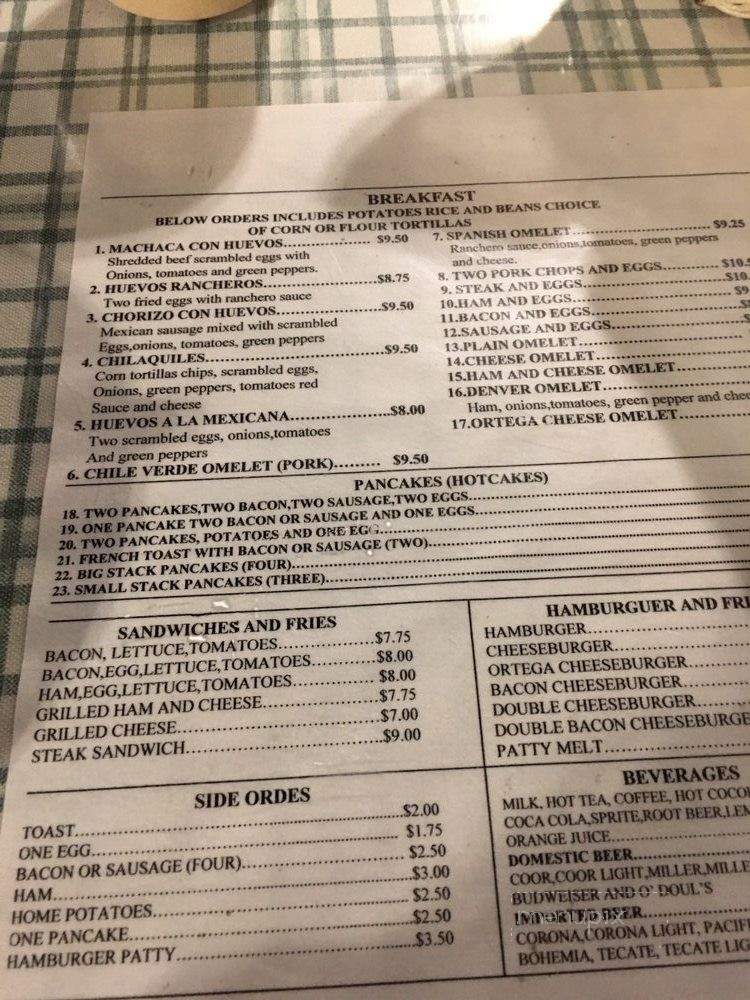 BREAKFAST
BELOW ORDERS INCLUDES POTATOES RICE AND BEANS CHOICE
OF CORN OR FLOUR TORTILLAS
1. MACHACA CON HUEVOS.................... $9.50
Shredded beef scrambled eggs with
Onions, tomatoes and green peppers.
2. HUEVOS RANCHEROS..........................$8.75
Two fried eggs with ranchero sauce
3. CHORIZO CON HUEVOS........................$9.50
Mexican sausage mixed with scrambled
Eggs,onions, tomatoes, green peppers
4. CHILAQUILES.........................................$9.50
Corn tortillas chips, scrambled eggs,
Onions, green peppers, tomatoes red
Sauce and cheese
5. HUEVOS A LA MEXICANA.......................$8.00
Two scrambled eggs, onions,tomatoes
And green peppers
6. CHILE VERDE OMELET (PORK)......... $9.50
7. SPANISH OMELET.............................. $9.25
Ranchero sauce,onions,tomatoes, green peppers
and cheese.
8. TWO PORK CHOPS AND EGGS........... $10.
9. STEAK AND EGGS............................. $10.
10.HAM AND EGGS................................ $9
11.BACON AND EGGS..............................
12.SAUSAGE AND EGGS..........................
13.PLAIN OMELET..................................
14.CHEESE OMELET..............................
15.HAM AND CHEESE OMELET...............
16.DENVER OMELET..............................
Ham, onions,tomatoes, green pepper and chee
17.ORTEGA CHEESE OMELET...............
PANCAKES (HOTCAKES)
18. TWO PANCAKES,TWO BACON,TWO SAUSAGE,TWO EGGS..............................
19. ONE PANCAKE TWO BACON OR SAUSAGE AND ONE EGGS..............................
20. TWO PANCAKES, POTATOES AND ONE EGG..............................
21. FRENCH TOAST WITH BACON OR SAUSAGE (TWO)..............................
22. BIG STACK PANCAKES (FOUR)..............................
23. SMALL STACK PANCAKES (THREE)..............................
SANDWICHES AND FRIES
BACON, LETTUCE,TOMATOES....................$7.75
BACON,EGG,LETTUCE,TOMATOES.............$8.00
HAM,EGG,LETTUCE,TOMATOES................. $8.00
GRILLED HAM AND CHEESE........................$7.75
GRILLED CHEESE..........................................$7.00
STEAK SANDWICH........................................$9.00
HAMBURGUER AND FRI
HAMBURGER..............................
CHEESEBURGER..............................
ORTEGA CHEESEBURGER....................
BACON CHEESEBURGER....................
DOUBLE CHEESEBURGER....................
DOUBLE BACON CHEESEBURGE
PATTY MELT..............................
SIDE ORDES
TOAST..................................................$2.00
ONE EGG.............................................. $1.75
BACON OR SAUSAGE (FOUR)......................... $2.50
HAM.....................................................$3.00
HOME POTATOES........................................ $2.50
ONE PANCAKE...........................................$2.50
HAMBURGER PATTY......................................$3.50
BEVERAGES
MILK, HOT TEA, COFFEE, HOT COCO
COCA COLA,SPRITE,ROOT BEER,LEM
ORANGE JUICE....................
DOMESTIC BEER....................
COOR,COOR LIGHT,MILLER,MILLE
BUDWEISER AND O' DOUL'S
IMPORTED BEER....................
CORONA,CORONA LIGHT, PACIF
BOHEMIA, TECATE, TECATE LIG